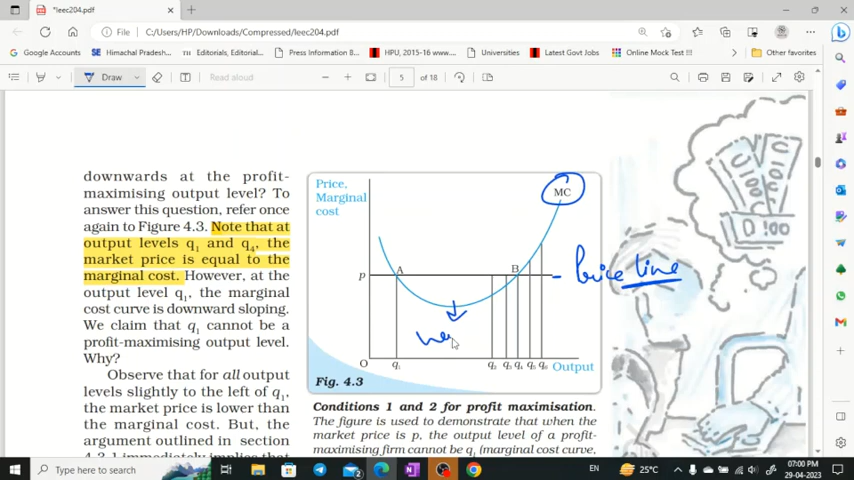 *leec204.pdf
File
C:/Users/HP/Downloads/Compressed/leec204.pdf
Google Accounts
Himachal Pradesh...
Editorials, Editorial...
Press Information B...
HPU, 2015-16 www....
Universities
Latest Govt Jobs
Online Mock Test !!!
Other favorites
Draw
Read aloud
5
of 18
downwards at the profit-
maximising output level? To
answer this question, refer once
again to Figure 4.3. Note that at
output levels q1 and q4, the
market price is equal to the
marginal cost. However, at the
output level q1, the marginal
cost curve is downward sloping.
We claim that q1 cannot be a
profit-maximising output level.
Why?
Observe that for all output
levels slightly to the left of q1,
the market price is lower than
the marginal cost. But, the
argument outlined in section
4.3.1 immediately implies that
Price,
Marginal
cost
MC
p
A
B
Price line
O
q1
q2 q3 q4 q5 q6
Output
Fig. 4.3
Conditions 1 and 2 for profit maximisation.
The figure is used to demonstrate that when the
market price is p, the output level of a profit-
maximising firm cannot be q1 (marginal cost curve,
Type here to search
EN
25°C
07:00 PM
29-04-2023